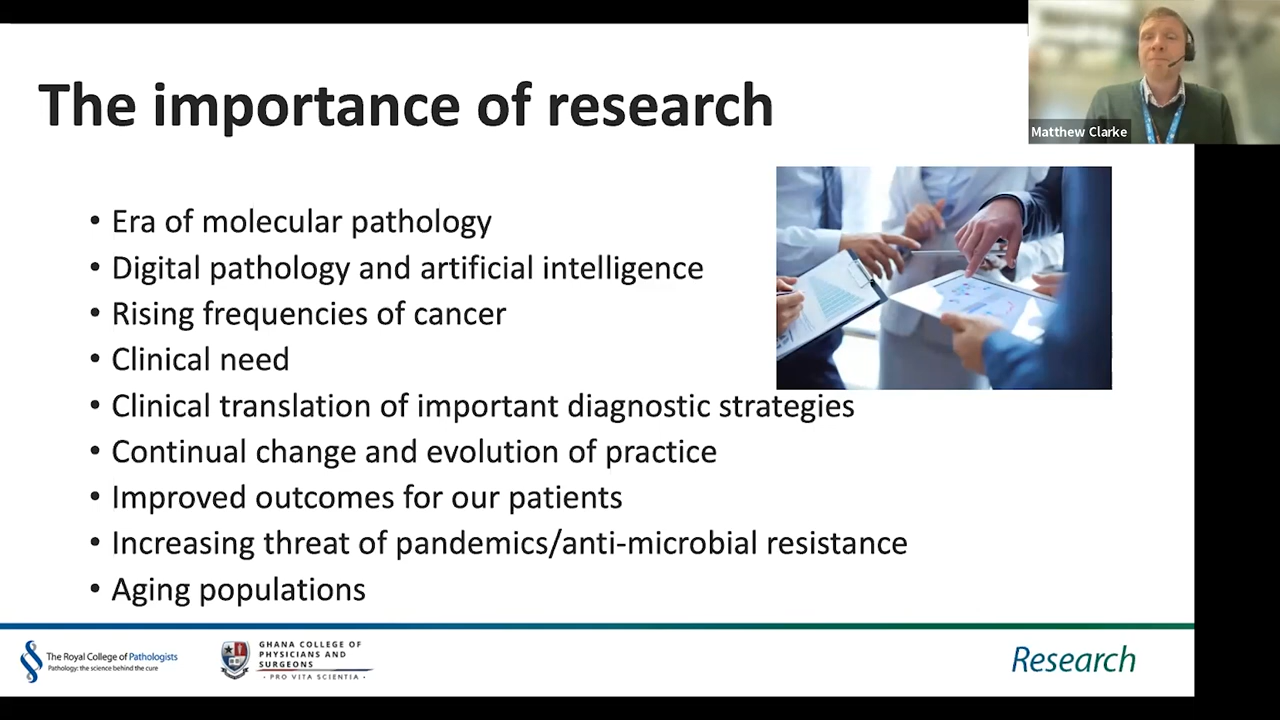 The importance of research
Matthew Clarke
• Era of molecular pathology
• Digital pathology and artificial intelligence
• Rising frequencies of cancer
• Clinical need
• Clinical translation of important diagnostic strategies
• Continual change and evolution of practice
• Improved outcomes for our patients
• Increasing threat of pandemics/anti-microbial resistance
• Aging populations
The Royal College of Pathologists
Pathology: the science behind the cure
GHANA COLLEGE OF
PHYSICIANS AND
SURGEONS
• PRO VITA SCIENTIA •
Research